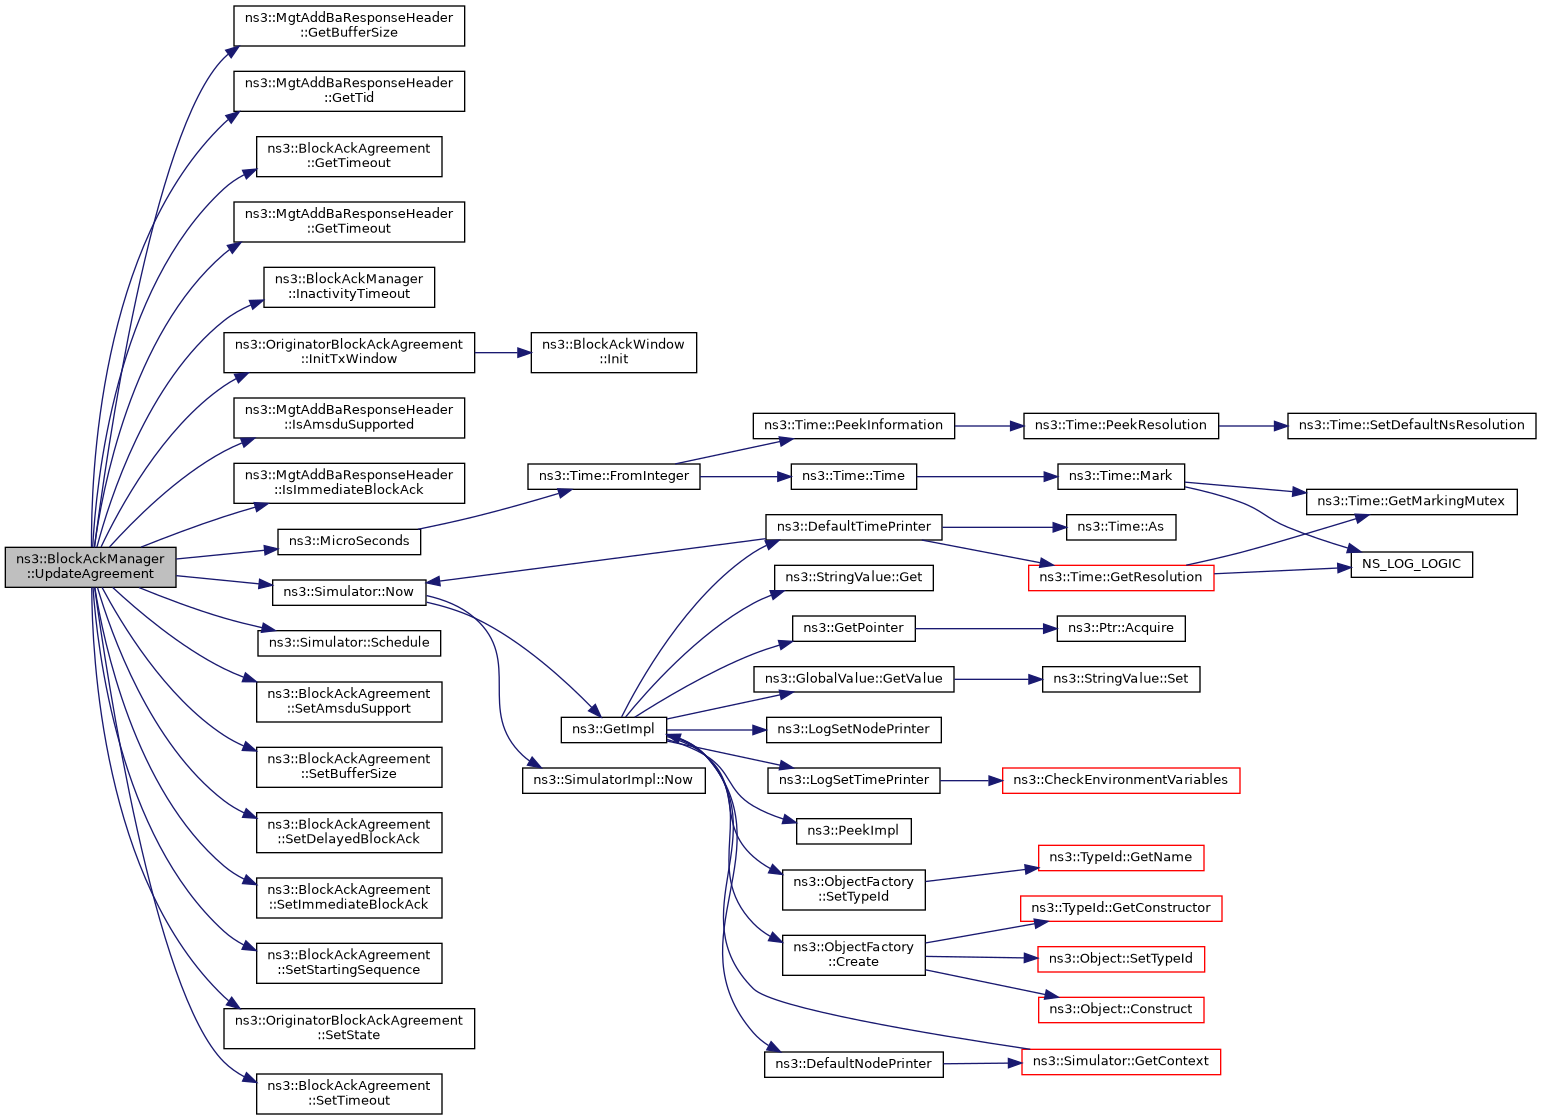 ns3::BlockAckManager
::UpdateAgreement
ns3::MgtAddBaResponseHeader
::GetBufferSize
ns3::MgtAddBaResponseHeader
::GetTid
ns3::BlockAckAgreement
::GetTimeout
ns3::MgtAddBaResponseHeader
::GetTimeout
ns3::BlockAckManager
::InactivityTimeout
ns3::OriginatorBlockAckAgreement
::InitTxWindow
ns3::MgtAddBaResponseHeader
::IsAmsduSupported
ns3::MgtAddBaResponseHeader
::IsImmediateBlockAck
ns3::MicroSeconds
ns3::Simulator::Now
ns3::Simulator::Schedule
ns3::BlockAckAgreement
::SetAmsduSupport
ns3::BlockAckAgreement
::SetBufferSize
ns3::BlockAckAgreement
::SetDelayedBlockAck
ns3::BlockAckAgreement
::SetImmediateBlockAck
ns3::BlockAckAgreement
::SetStartingSequence
ns3::OriginatorBlockAckAgreement
::SetState
ns3::BlockAckAgreement
::SetTimeout
ns3::BlockAckWindow
::Init
ns3::Time::FromInteger
ns3::GetImpl
ns3::SimulatorImpl::Now
ns3::Time::PeekInformation
ns3::Time::Time
ns3::DefaultTimePrinter
ns3::StringValue::Get
ns3::GetPointer
ns3::GlobalValue::GetValue
ns3::LogSetNodePrinter
ns3::LogSetTimePrinter
ns3::PeekImpl
ns3::ObjectFactory
::SetTypeId
ns3::ObjectFactory
::Create
ns3::DefaultNodePrinter
ns3::Time::PeekResolution
ns3::Time::Mark
ns3::Time::As
ns3::Time::GetResolution
ns3::Ptr::Acquire
ns3::StringValue::Set
ns3::CheckEnvironmentVariables
ns3::TypeId::GetName
ns3::TypeId::GetConstructor
ns3::Object::SetTypeId
ns3::Object::Construct
ns3::Simulator::GetContext
ns3::Time::SetDefaultNsResolution
ns3::Time::GetMarkingMutex
NS_LOG_LOGIC